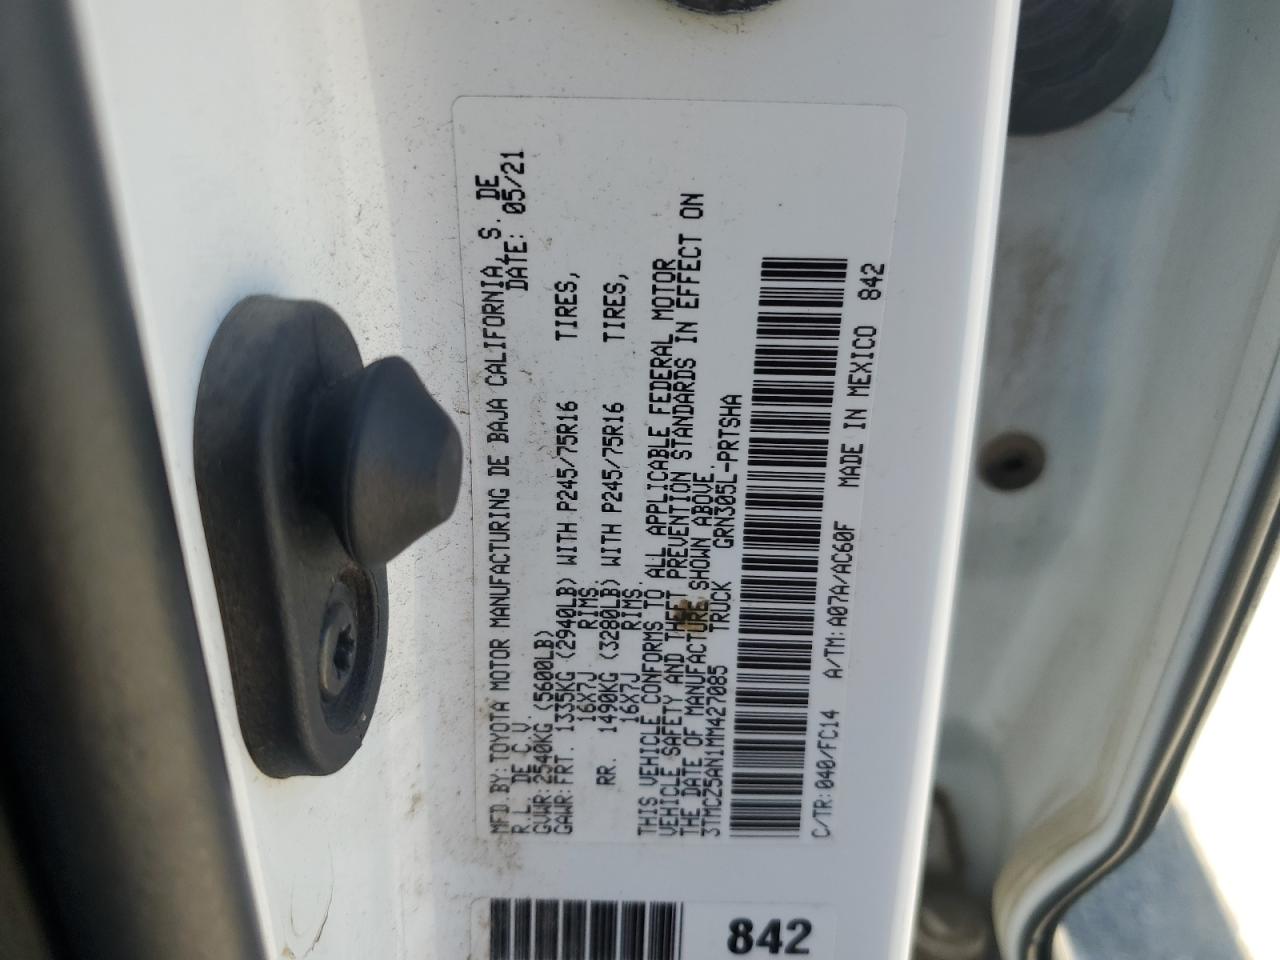 MFD.BY:TOYOTA MOTOR MANUFACTURING DE BAJA CALIFORNIA, S. DE
R.L. DE C.V. DATE: 05/21
GVWR:2540KG (5600LB)
GAWR:FRT. 1335KG (2940LB) WITH P245/75R16 TIRES,
16X7J RIMS.
RR. 1490KG (3280LB) WITH P245/75R16 TIRES,
16X7J RIMS.
THIS VEHICLE CONFORMS TO ALL APPLICABLE FEDERAL MOTOR
VEHICLE SAFETY AND THEFT PREVENTION STANDARDS IN EFFECT ON
THE DATE OF MANUFACTURE SHOWN ABOVE.
3TMCZ5AN1MM427085 TRUCK GRN305L-PRTSHA
C/TR:040/FC14 A/TM:A07A/AC60F MADE IN MEXICO 842
842